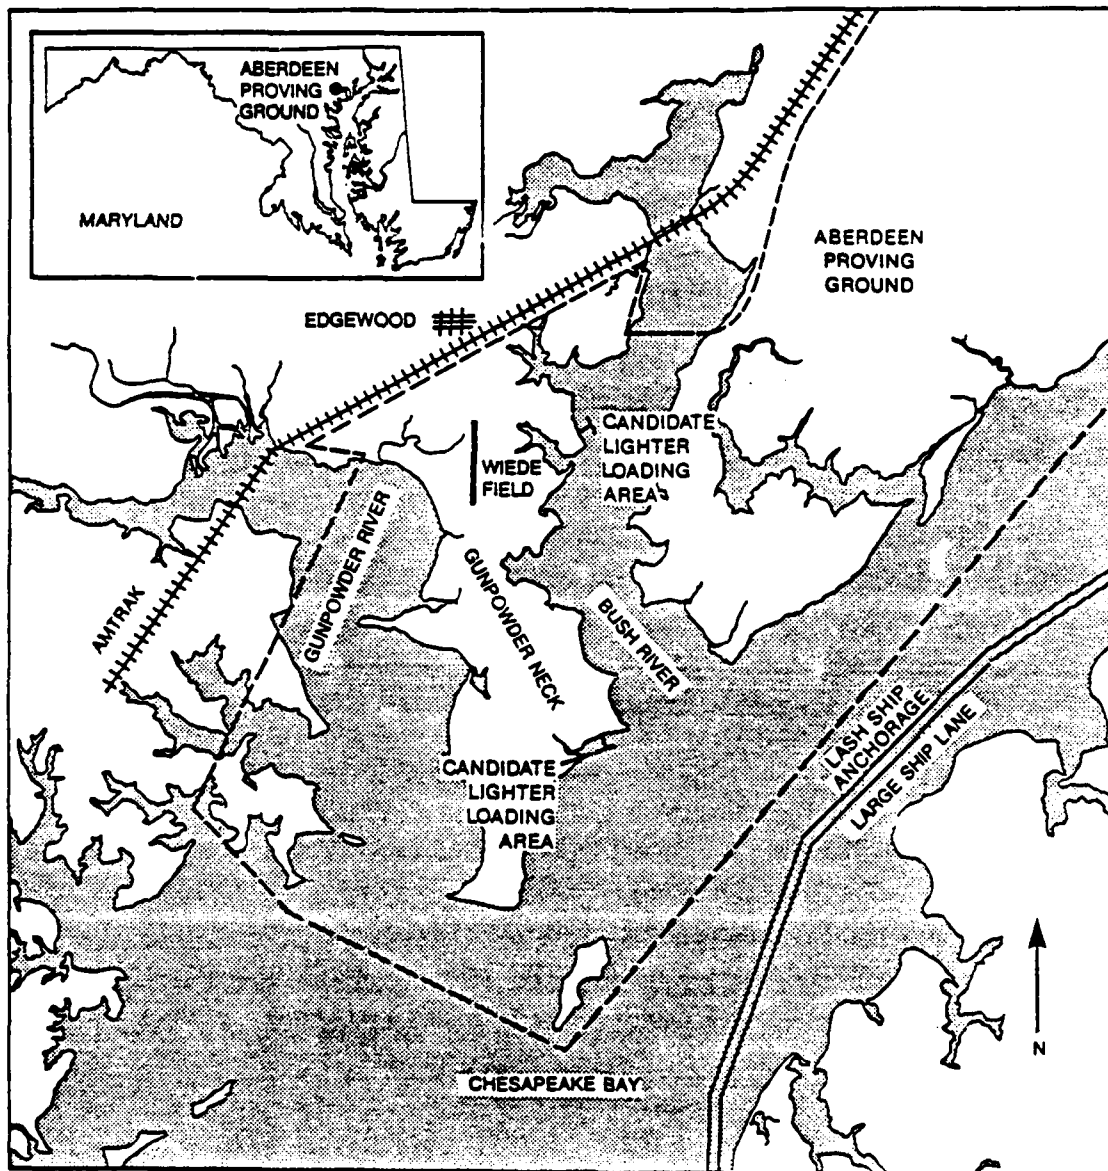 ABERDEEN
PROVING
GROUND
MARYLAND
ABERDEEN
PROVING
GROUND
EDGEWOOD
CANDIDATE
LIGHTER
LOADING
AREA
WIEDE
FIELD
GUNPOWDER RIVER
GUNPOWDER NECK
AMTRAK
BUSH RIVER
LASH SHIP
ANCHORAGE
LARGE SHIP LANE
CANDIDATE
LIGHTER
LOADING
AREA
N
CHESAPEAKE BAY